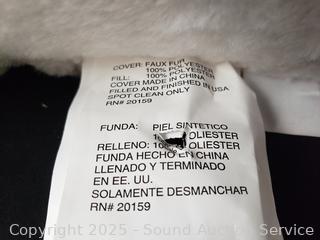 COVER: FAUX FUR
100% POLYESTER
FILL: 100% POLYESTER
COVER MADE IN CHINA
FILLED AND FINISHED IN USA
SPOT CLEAN ONLY
RN# 20159
FUNDA: PIEL SINTETICO
POLIESTER
RELLENO: POLIESTER
FUNDA HECHO EN CHINA
LLENADO Y TERMINADO
EN EE. UU.
SOLAMENTE DESMANCHAR
RN# 20159
Copyright 2025 - Sound Auction Service